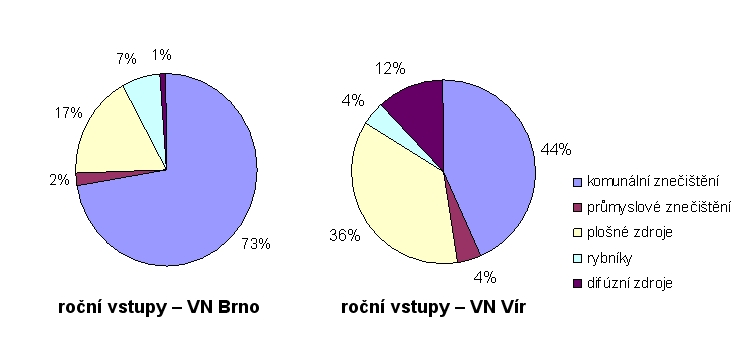 7%
1%
17%
2%
73%
roční vstupy – VN Brno
12%
4%
44%
36%
4%
roční vstupy – VN Vír
komunální znečištění
průmyslové znečištění
plošné zdroje
rybníky
difúzní zdroje